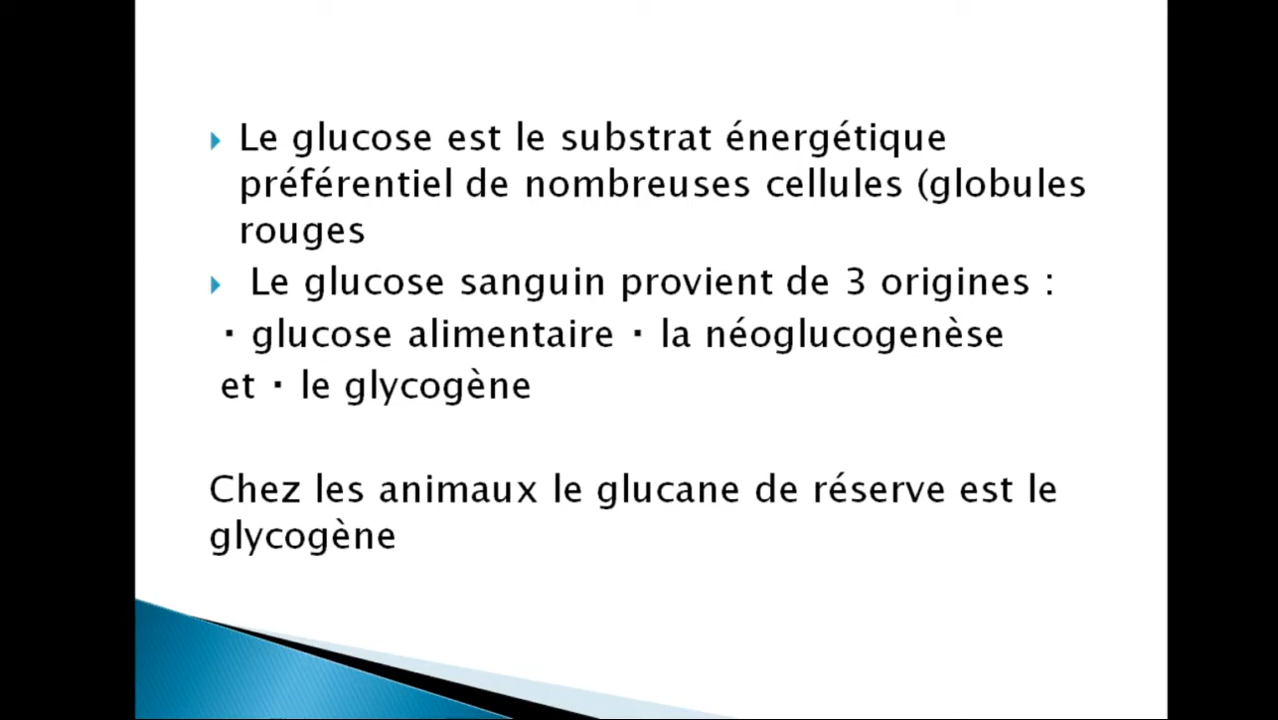 Le glucose est le substrat énergétique
préférentiel de nombreuses cellules (globules
rouges
Le glucose sanguin provient de 3 origines :
· glucose alimentaire · la néoglucogenèse
et · le glycogène
Chez les animaux le glucane de réserve est le
glycogène